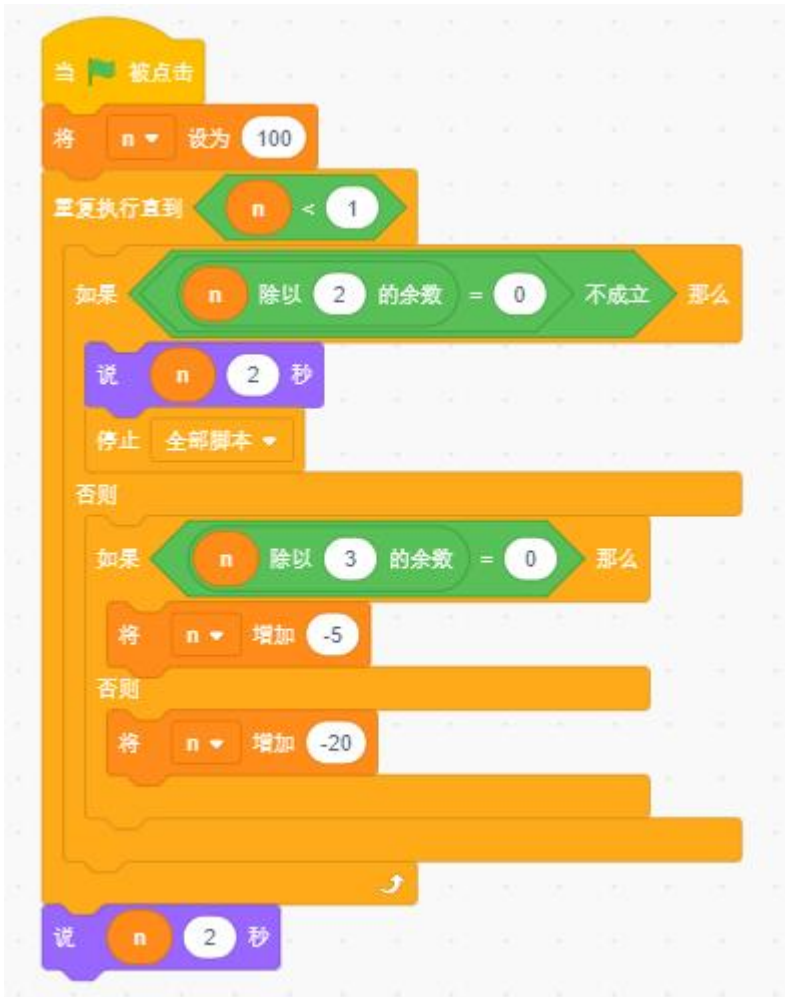 当 被点击
将 n 设为 100
重复执行直到 n < 1
如果 n 除以 2 的余数 = 0 不成立 那么
说 n 2 秒
停止 全部脚本
否则
如果 n 除以 3 的余数 = 0 那么
将 n 增加 -5
否则
将 n 增加 -20
说 n 2 秒